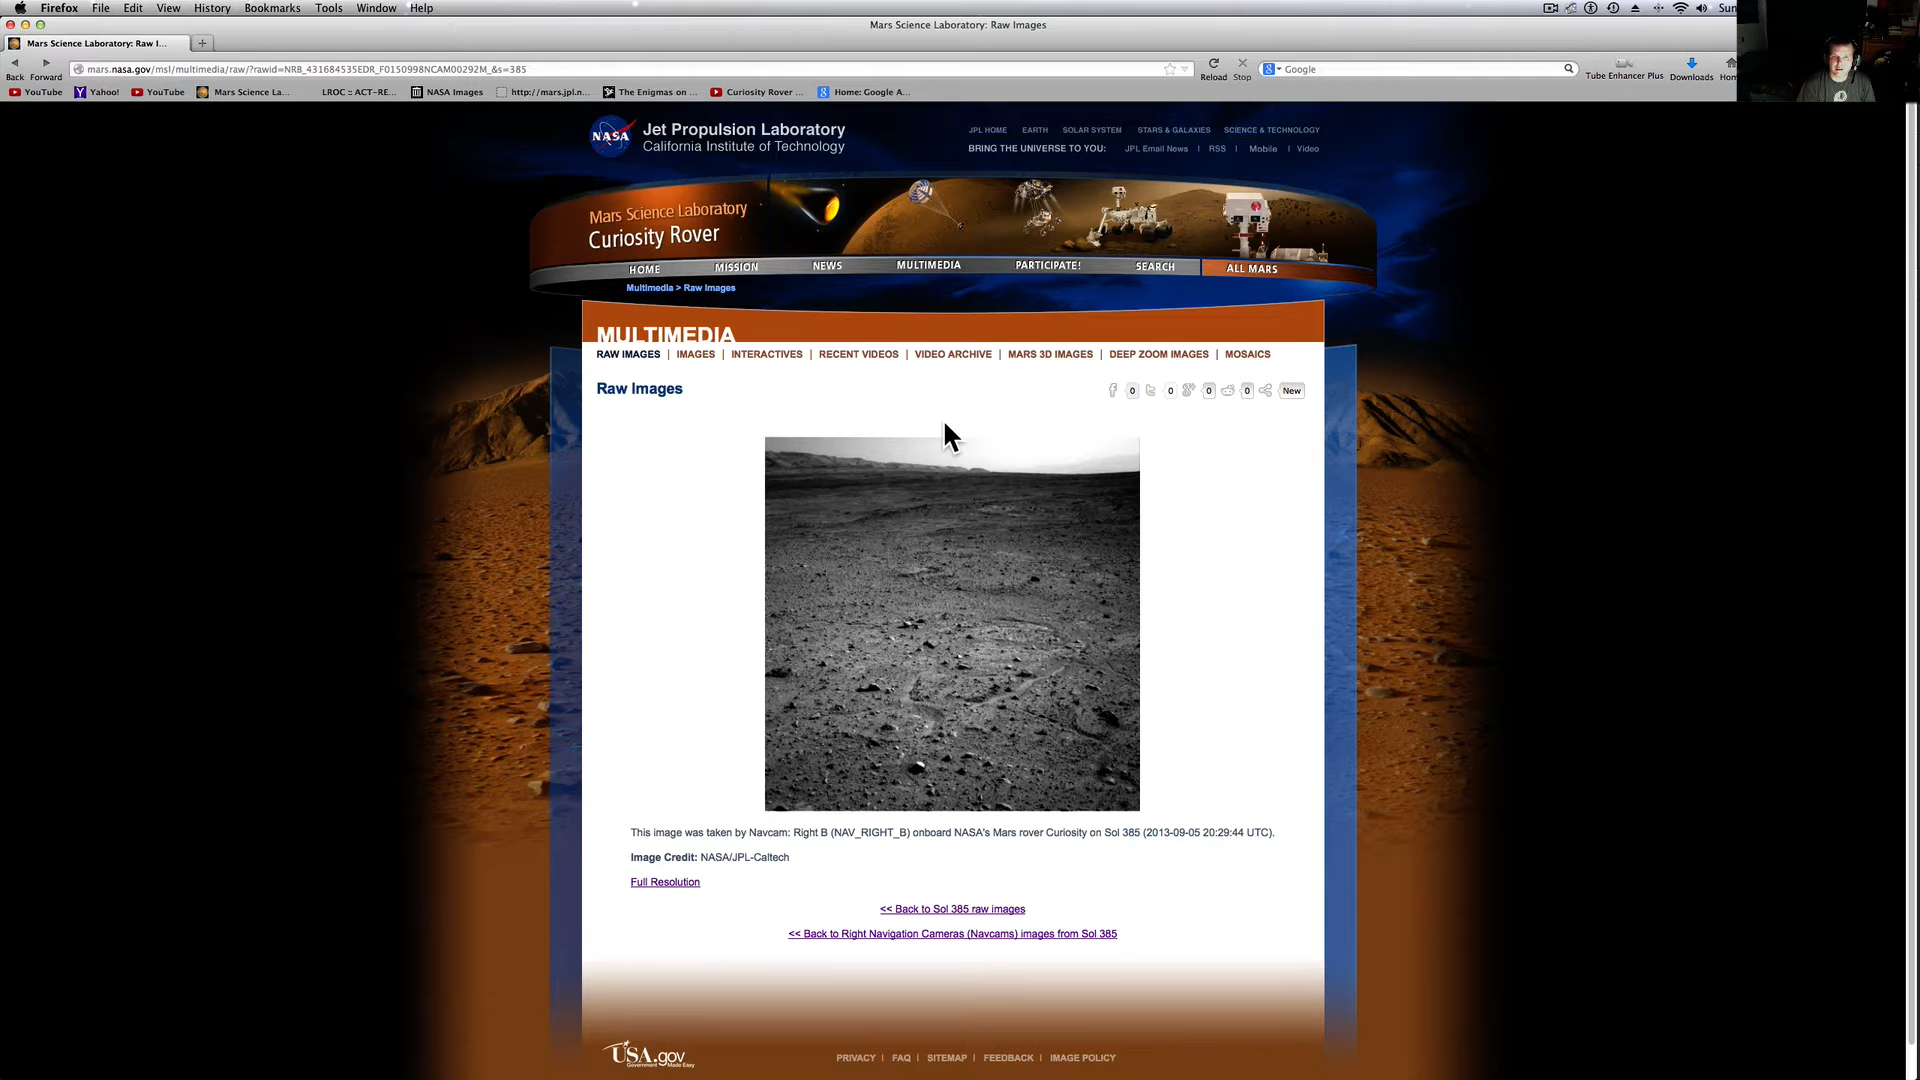 Firefox File Edit View History Bookmarks Tools Window Help Sun
Mars Science Laboratory: Raw Images
Mars Science Laboratory: Raw I...
Back Forward
mars.nasa.gov/msl/multimedia/raw/?rawid=NRB_431684535EDR_F0150998NCAM00292M_&s=385
Reload Stop Google Tube Enhancer Plus Downloads
YouTube Yahoo! YouTube Mars Science La... LROC :: ACT-RE... NASA Images http://mars.jpl.n... The Enigmas on ... Curiosity Rover ... Home: Google A...
NASA Jet Propulsion Laboratory
California Institute of Technology
JPL HOME EARTH SOLAR SYSTEM STARS & GALAXIES SCIENCE & TECHNOLOGY
BRING THE UNIVERSE TO YOU: JPL Email News | RSS | Mobile | Video
Mars Science Laboratory
Curiosity Rover
HOME MISSION NEWS MULTIMEDIA PARTICIPATE! SEARCH ALL MARS
Multimedia > Raw Images
MULTIMEDIA
RAW IMAGES | IMAGES | INTERACTIVES | RECENT VIDEOS | VIDEO ARCHIVE | MARS 3D IMAGES | DEEP ZOOM IMAGES | MOSAICS
Raw Images
0 0 0 0 New
This image was taken by Navcam: Right B (NAV_RIGHT_B) onboard NASA's Mars rover Curiosity on Sol 385 (2013-09-05 20:29:44 UTC).
Image Credit: NASA/JPL-Caltech
Full Resolution
<< Back to Sol 385 raw images
<< Back to Right Navigation Cameras (Navcams) images from Sol 385
USA.gov
Government Made Easy
PRIVACY | FAQ | SITEMAP | FEEDBACK | IMAGE POLICY